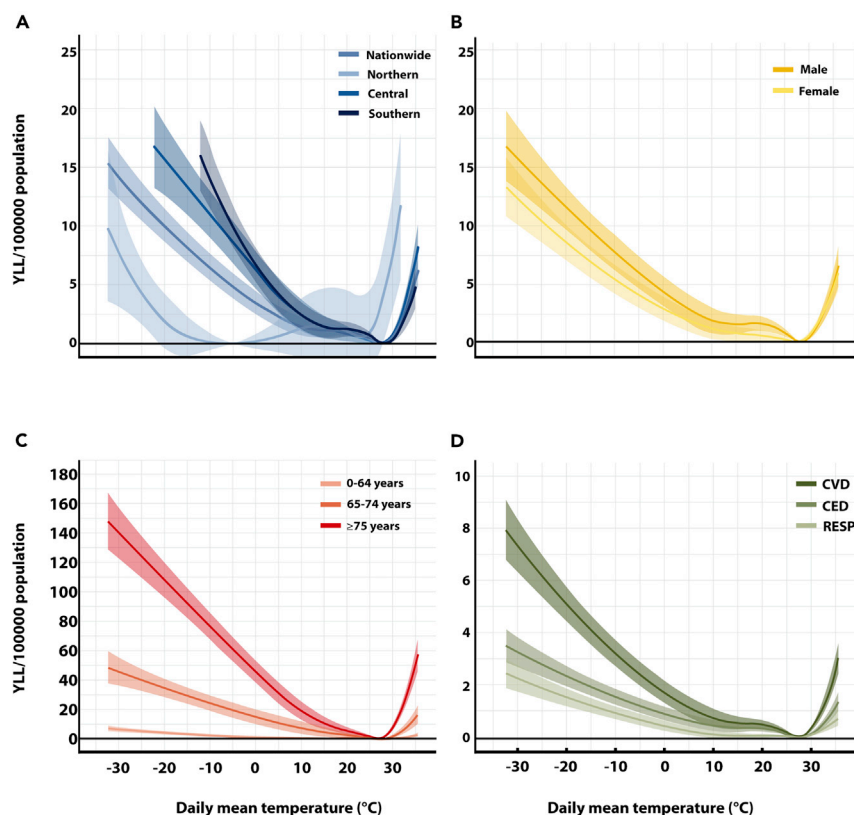 A
YLL/100000 population
25
20
15
10
5
0
Nationwide
Northern
Central
Southern
B
25
20
15
10
5
0
Male
Female
C
YLL/100000 population
180
160
140
120
100
80
60
40
20
0
0-64 years
65-74 years
≥75 years
-30 -20 -10 0 10 20 30
Daily mean temperature (°C)
D
10
8
6
4
2
0
CVD
CED
RESP
-30 -20 -10 0 10 20 30
Daily mean temperature (°C)